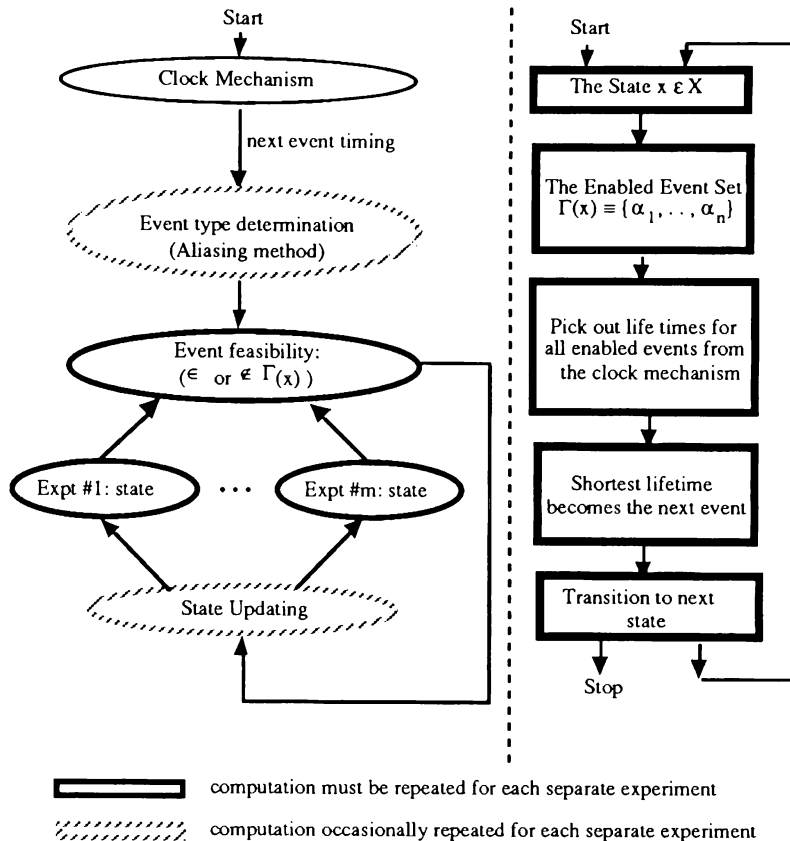 Start
Clock Mechanism
next event timing
Event type determination
(Aliasing method)
Event feasibility:
(∈ or ∉ Γ(x) )
Expt #1: state
· · ·
Expt #m: state
State Updating
Start
The State x ε X
The Enabled Event Set
Γ(x) ≡ {α₁, . . , αₙ}
Pick out life times for
all enabled events from
the clock mechanism
Shortest lifetime
becomes the next event
Transition to next
state
Stop
computation must be repeated for each separate experiment
computation occasionally repeated for each separate experiment